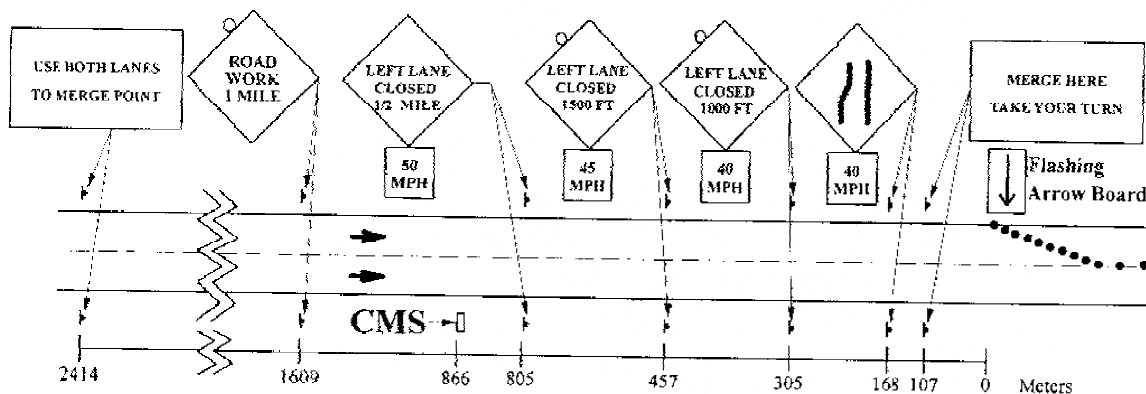 USE BOTH LANES
TO MERGE POINT
ROAD
WORK
1 MILE
LEFT LANE
CLOSED
1/2 MILE
50
MPH
LEFT LANE
CLOSED
1500 FT
45
MPH
LEFT LANE
CLOSED
1000 FT
40
MPH
40
MPH
MERGE HERE
TAKE YOUR TURN
Flashing
Arrow Board
CMS
2414
1609
866
805
457
305
168
107
0
Meters